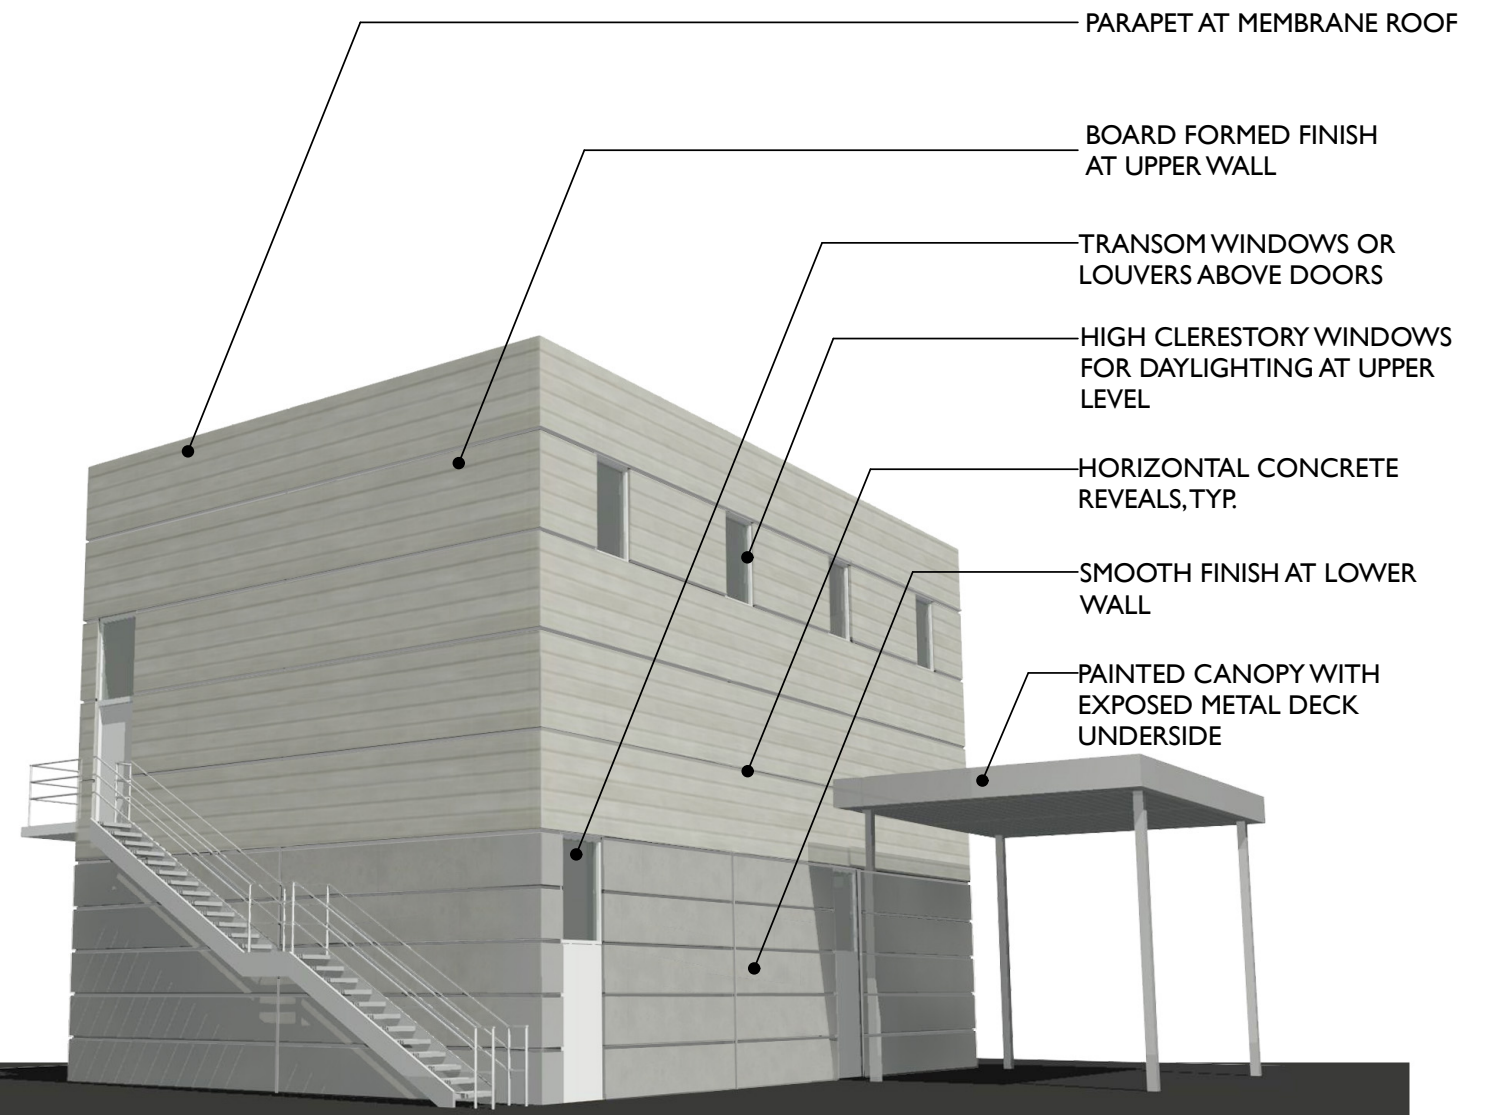 PARAPET AT MEMBRANE ROOF
BOARD FORMED FINISH
AT UPPER WALL
TRANSOM WINDOWS OR
LOUVERS ABOVE DOORS
HIGH CLERESTORY WINDOWS
FOR DAYLIGHTING AT UPPER
LEVEL
HORIZONTAL CONCRETE
REVEALS, TYP.
SMOOTH FINISH AT LOWER
WALL
PAINTED CANOPY WITH
EXPOSED METAL DECK
UNDERSIDE